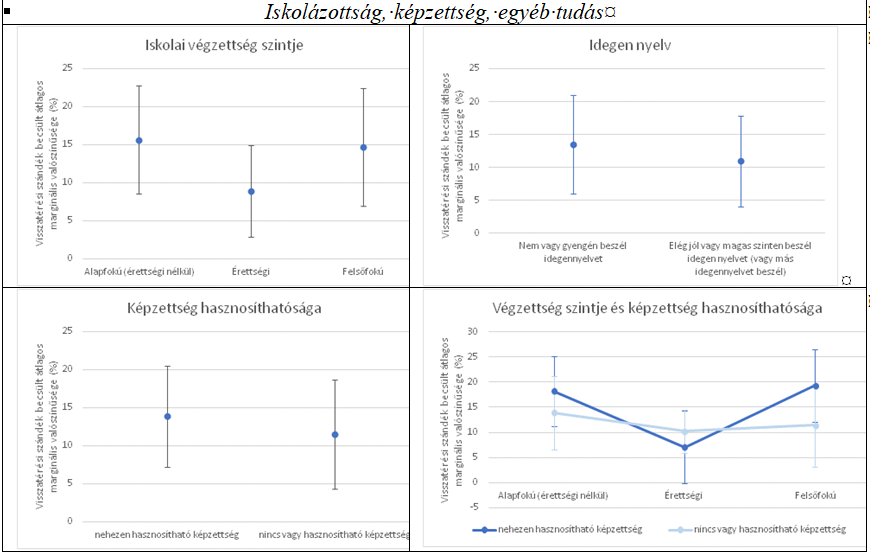 Iskolázottság,·képzettség,·egyéb·tudás¤
Iskolai végzettség szintje
Visszatérési szándék becsült átlagos
marginális valószínűsége (%)
25
20
15
10
5
0
Alapfokú (érettségi nélkül)
Érettségi
Felsőfokú
Idegen nyelv
Visszatérési szándék becsült átlagos
marginális valószínűsége (%)
25
20
15
10
5
0
Nem vagy gyengén beszél
idegennyelvet
Elég jól vagy magas szinten beszél
idegen nyelvet (vagy más
idegennyelvet beszél)
¤
Képzettség hasznosíthatósága
Visszatérési szándék becsült átlagos
marginális valószínűsége (%)
25
20
15
10
5
0
nehezen hasznosítható képzettség
nincs vagy hasznosítható képzettség
Végzettség szintje és képzettség hasznosíthatósága
Visszatérési szándék becsült átlagos
marginális valószínűsége (%)
30
25
20
15
10
5
0
-5
Alapfokú (érettségi nélkül)
Érettségi
Felsőfokú
nehezen hasznosítható képzettség
nincs vagy hasznosítható képzettség